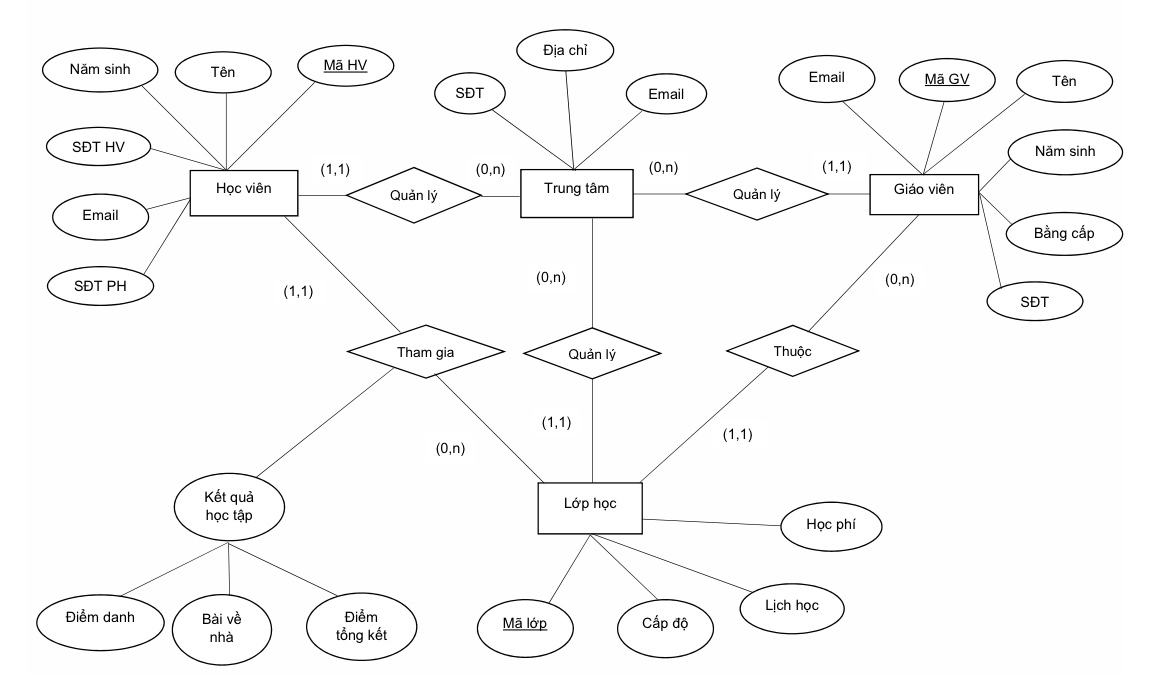 Năm sinh
Tên
Mã HV
SĐT HV
Email
SĐT PH
Học viên
(1,1)
Quản lý
(0,n)
SĐT
Địa chỉ
Email
Trung tâm
(0,n)
Quản lý
(1,1)
Email
Mã GV
Tên
Năm sinh
Bằng cấp
SĐT
Giáo viên
(1,1)
(0,n)
(0,n)
Tham gia
Quản lý
Thuộc
(0,n)
(1,1)
(1,1)
Kết quả
học tập
Điểm danh
Bài về
nhà
Điểm
tổng kết
Lớp học
Học phí
Lịch học
Cấp độ
Mã lớp